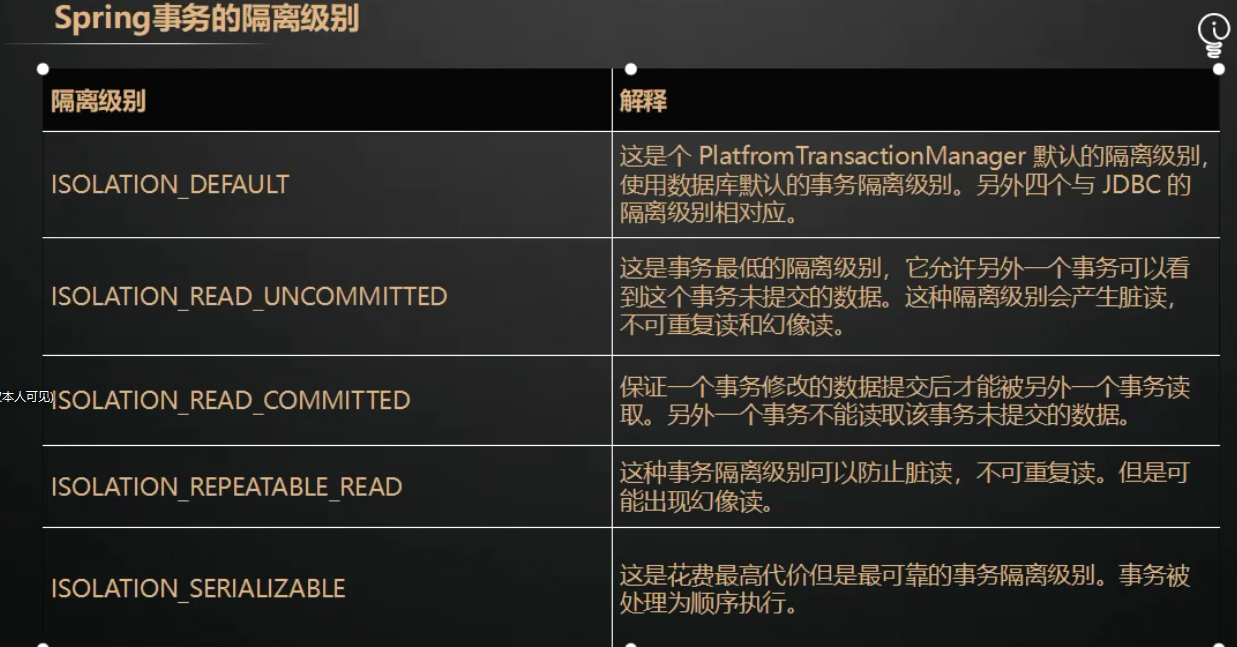 Spring事务的隔离级别
隔离级别
解释
ISOLATION_DEFAULT
这是个 PlatfromTransactionManager 默认的隔离级别,
使用数据库默认的事务隔离级别。另外四个与 JDBC 的
隔离级别相对应。
ISOLATION_READ_UNCOMMITTED
这是事务最低的隔离级别，它允许另外一个事务可以看
到这个事务未提交的数据。这种隔离级别会产生脏读，
不可重复读和幻像读。
本人可见)
ISOLATION_READ_COMMITTED
保证一个事务修改的数据提交后才能被另外一个事务读
取。另外一个事务不能读取该事务未提交的数据。
ISOLATION_REPEATABLE_READ
这种事务隔离级别可以防止脏读，不可重复读。但是可
能出现幻像读。
ISOLATION_SERIALIZABLE
这是花费最高代价但是最可靠的事务隔离级别。事务被
处理为顺序执行。